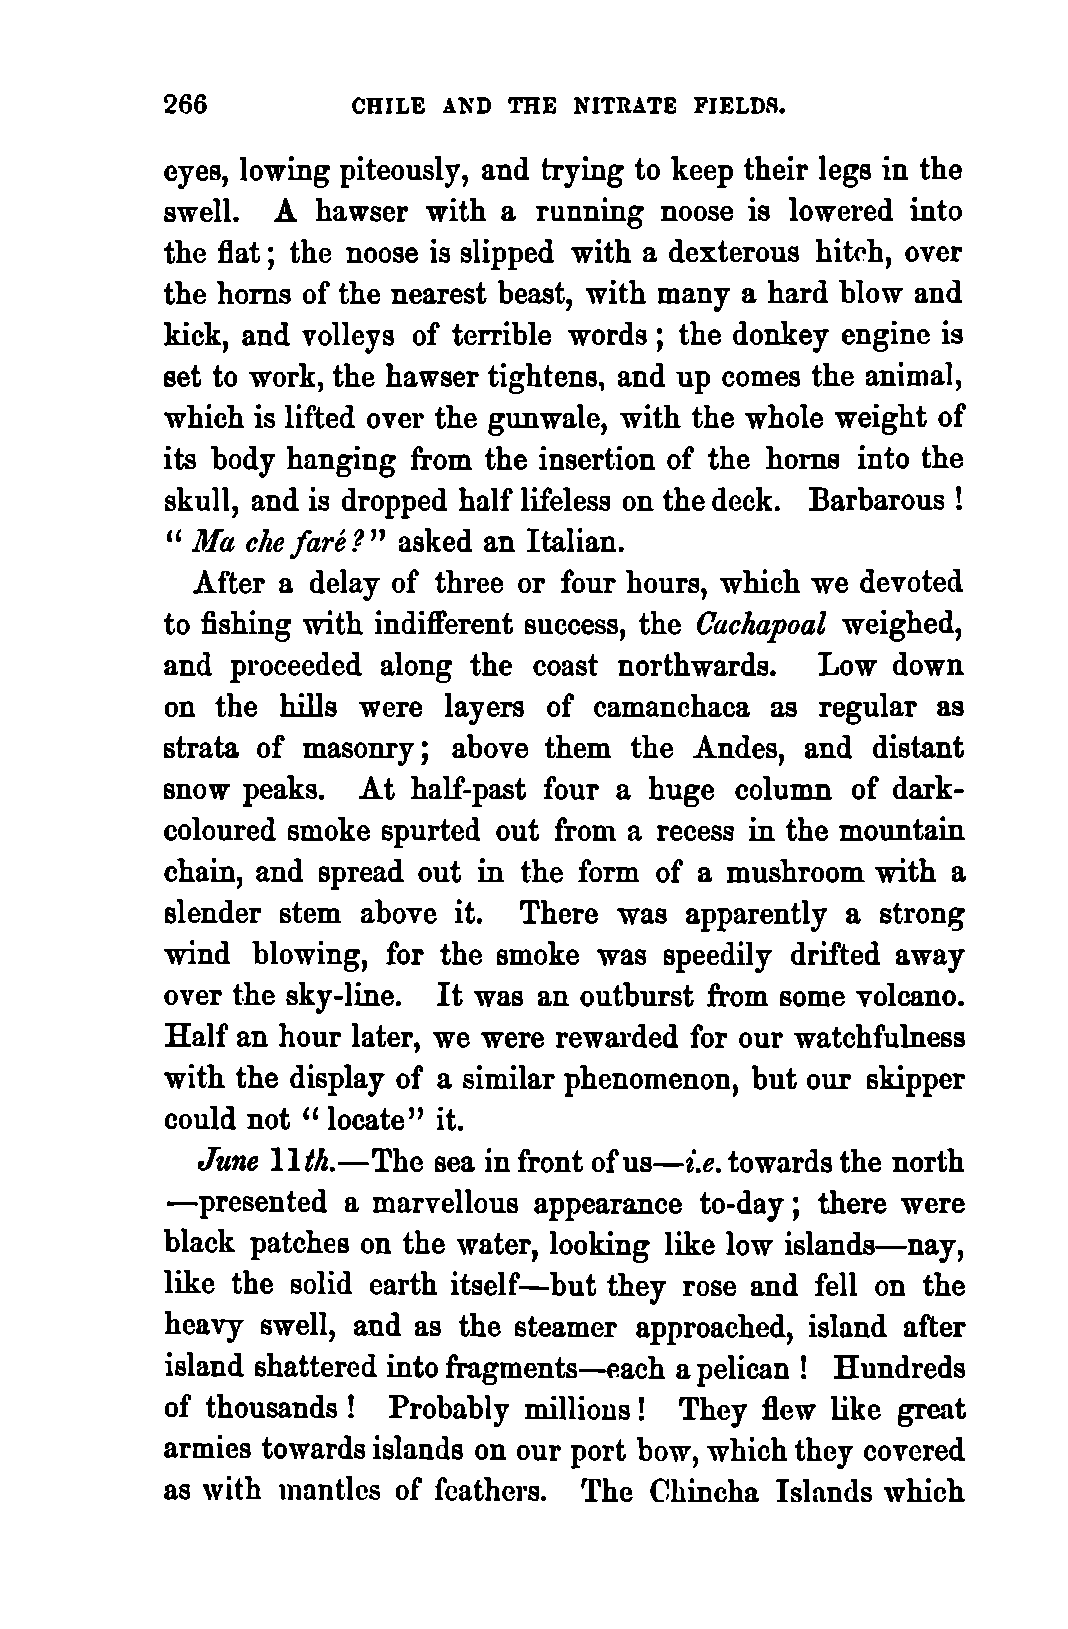 266 CHILE AND THE NITRATE FIELDS.
eyes, lowing piteously, and trying to keep their legs in the
swell. A hawser with a running noose is lowered into
the flat; the noose is slipped with a dexterous hitch, over
the horns of the nearest beast, with many a hard blow and
kick, and volleys of terrible words; the donkey engine is
set to work, the hawser tightens, and up comes the animal,
which is lifted over the gunwale, with the whole weight of
its body hanging from the insertion of the horns into the
skull, and is dropped half lifeless on the deck. Barbarous!
"Ma che faré?" asked an Italian.
After a delay of three or four hours, which we devoted
to fishing with indifferent success, the Cachapoal weighed,
and proceeded along the coast northwards. Low down
on the hills were layers of camanchaca as regular as
strata of masonry; above them the Andes, and distant
snow peaks. At half-past four a huge column of dark-
coloured smoke spurted out from a recess in the mountain
chain, and spread out in the form of a mushroom with a
slender stem above it. There was apparently a strong
wind blowing, for the smoke was speedily drifted away
over the sky-line. It was an outburst from some volcano.
Half an hour later, we were rewarded for our watchfulness
with the display of a similar phenomenon, but our skipper
could not "locate" it.
June 11th.—The sea in front of us—i.e. towards the north
—presented a marvellous appearance to-day; there were
black patches on the water, looking like low islands—nay,
like the solid earth itself—but they rose and fell on the
heavy swell, and as the steamer approached, island after
island shattered into fragments—each a pelican! Hundreds
of thousands! Probably millions! They flew like great
armies towards islands on our port bow, which they covered
as with mantles of feathers. The Chincha Islands which